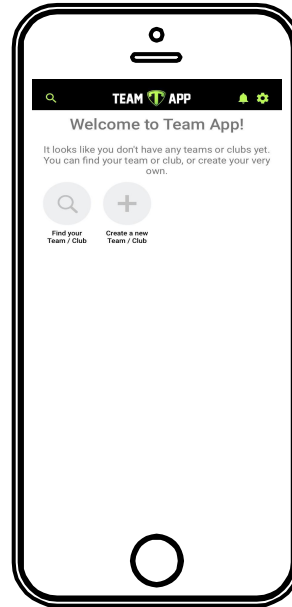 TEAM APP
Welcome to Team App!
It looks like you don't have any teams or clubs yet.
You can find your team or club, or create your very
own.
Find your
Team / Club
Create a new
Team / Club